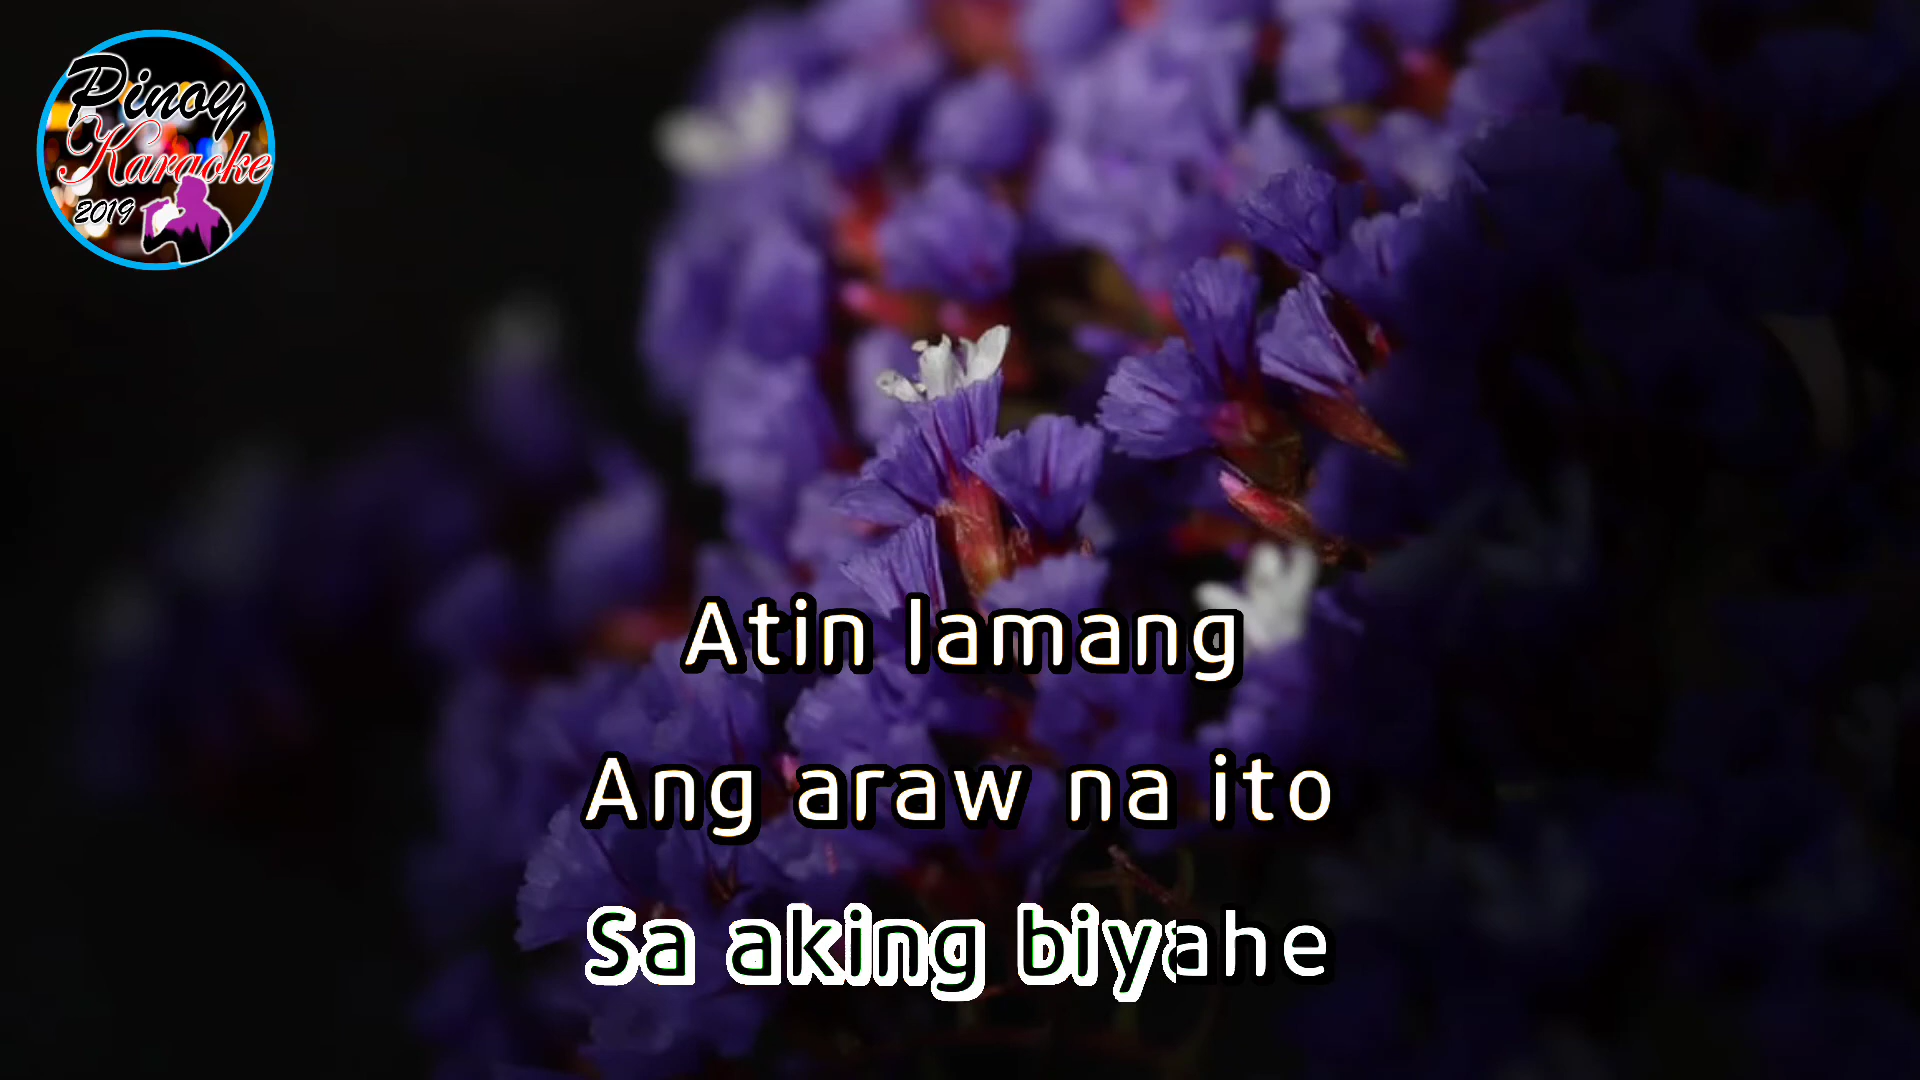 Pinoy
Karaoke
2019
Atin lamang
Ang araw na ito
Sa aking biyahe